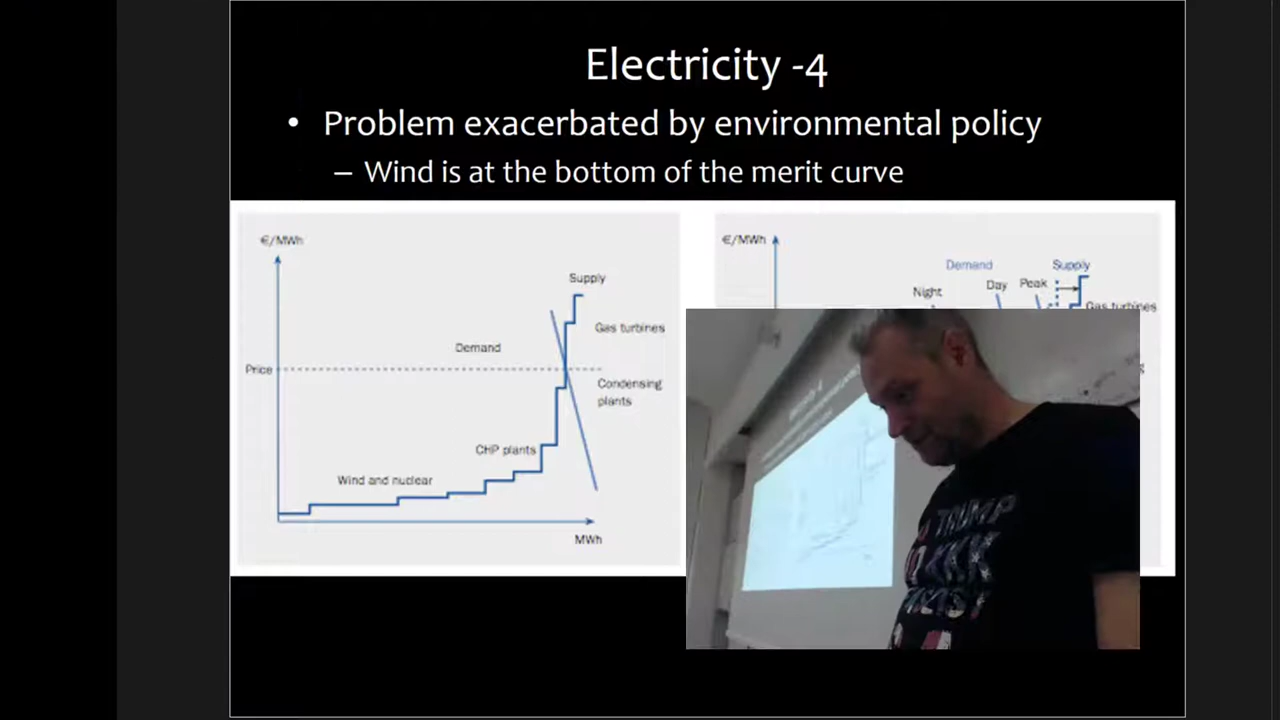 Electricity -4
• Problem exacerbated by environmental policy
– Wind is at the bottom of the merit curve
€/MWh
Supply
Gas turbines
Demand
Price
Condensing
plants
CHP plants
Wind and nuclear
MWh
€/MWh
Demand
Supply
Night
Day
Peak
Gas turbines
TRUMP
KKK